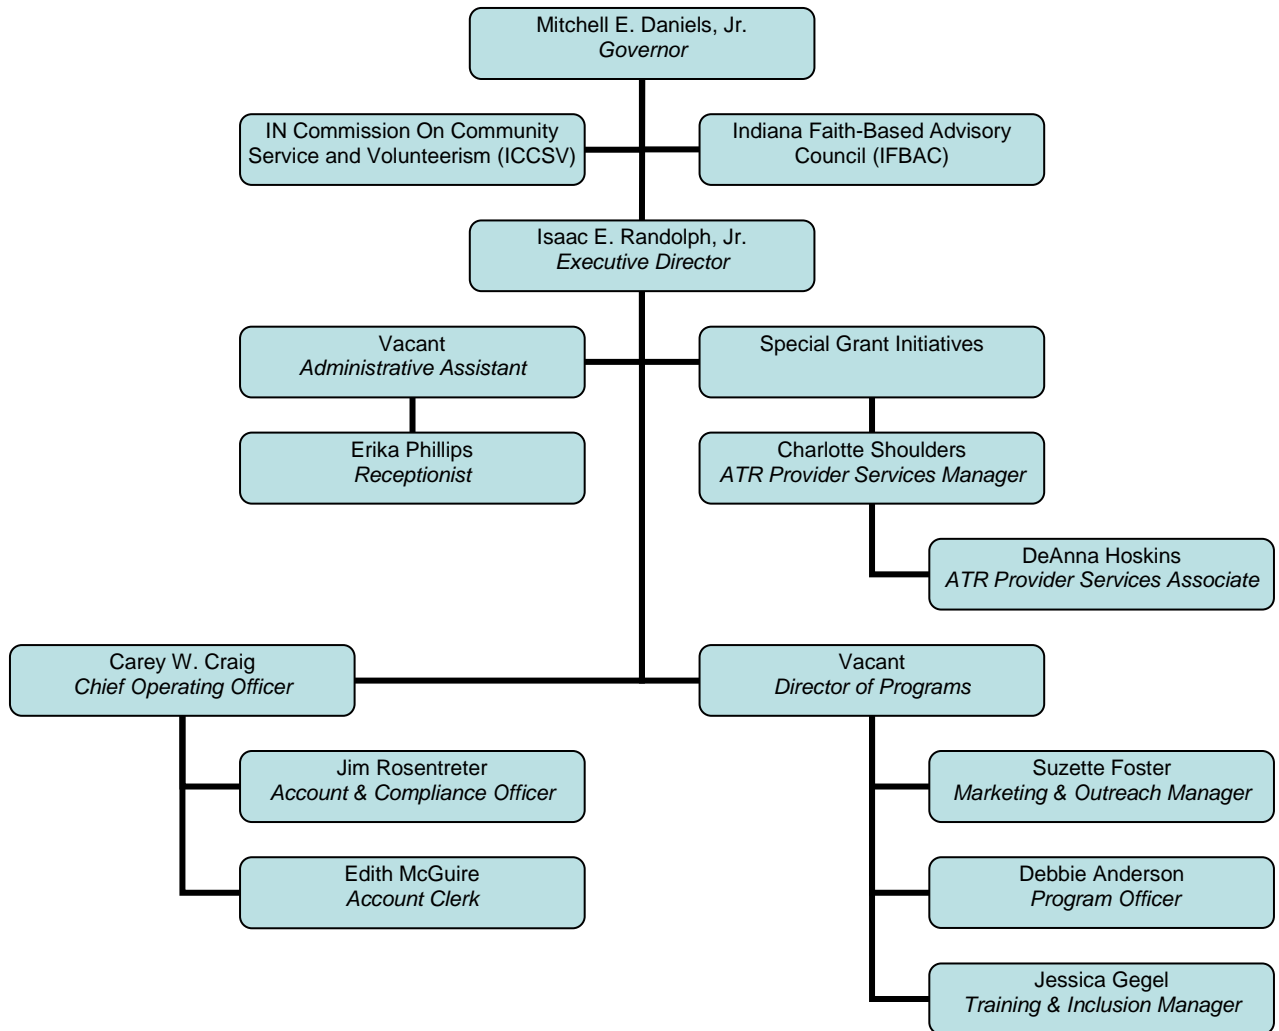 Mitchell E. Daniels, Jr.
Governor
IN Commission On Community
Service and Volunteerism (ICCSV)
Indiana Faith-Based Advisory
Council (IFBAC)
Isaac E. Randolph, Jr.
Executive Director
Vacant
Administrative Assistant
Special Grant Initiatives
Erika Phillips
Receptionist
Charlotte Shoulders
ATR Provider Services Manager
DeAnna Hoskins
ATR Provider Services Associate
Carey W. Craig
Chief Operating Officer
Vacant
Director of Programs
Jim Rosentreter
Account & Compliance Officer
Suzette Foster
Marketing & Outreach Manager
Edith McGuire
Account Clerk
Debbie Anderson
Program Officer
Jessica Gegel
Training & Inclusion Manager